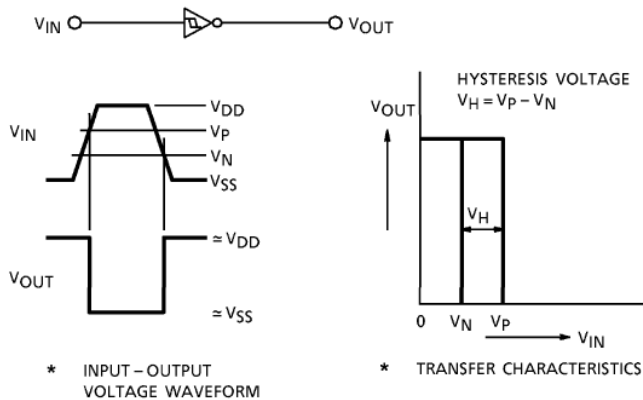 VIN VOUT
VDD
VP
VIN
VN
VSS
≃ VDD
VOUT
≃ VSS
* INPUT – OUTPUT
VOLTAGE WAVEFORM
HYSTERESIS VOLTAGE
VH = VP – VN
VOUT
VH
0 VN VP
VIN
* TRANSFER CHARACTERISTICS